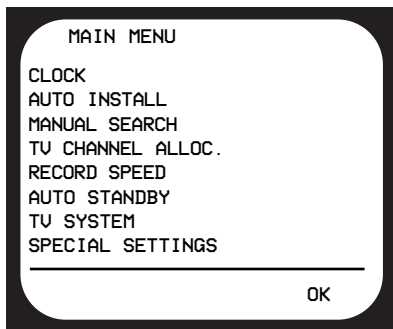 MAIN MENU
CLOCK
AUTO INSTALL
MANUAL SEARCH
TV CHANNEL ALLOC.
RECORD SPEED
AUTO STANDBY
TV SYSTEM
SPECIAL SETTINGS
OK